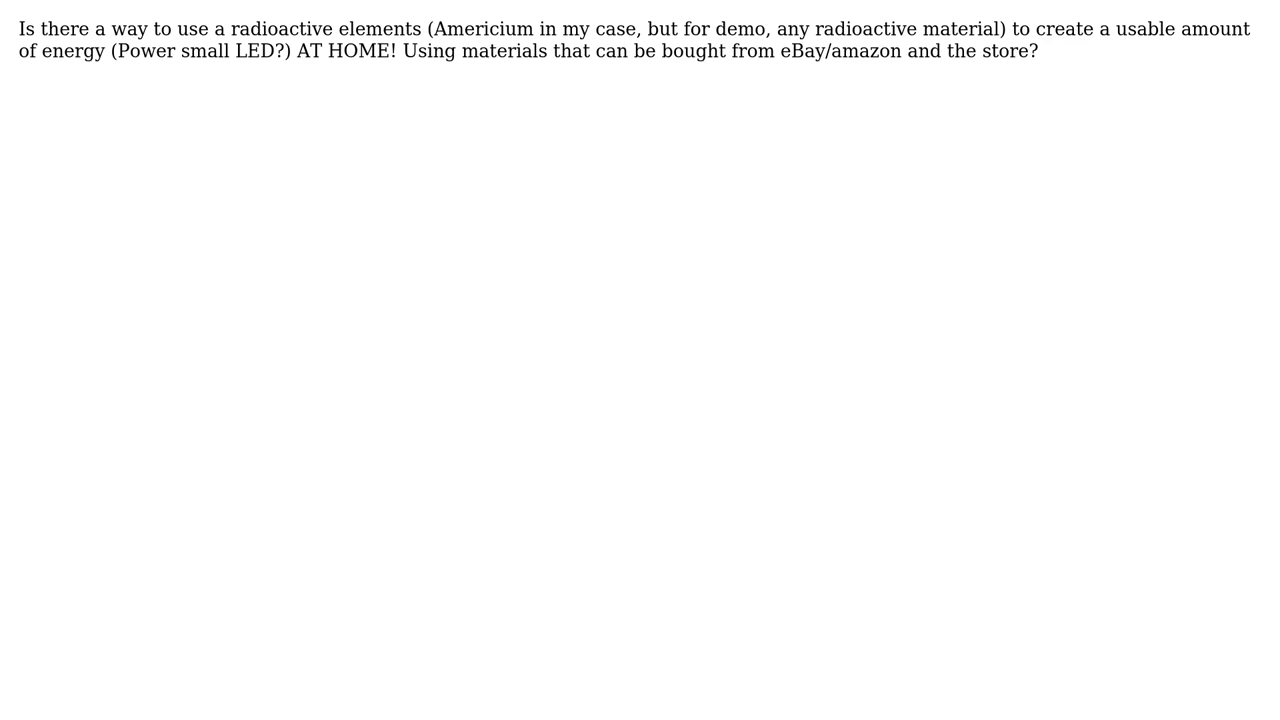 Is there a way to use a radioactive elements (Americium in my case, but for demo, any radioactive material) to create a usable amount
of energy (Power small LED?) AT HOME! Using materials that can be bought from eBay/amazon and the store?